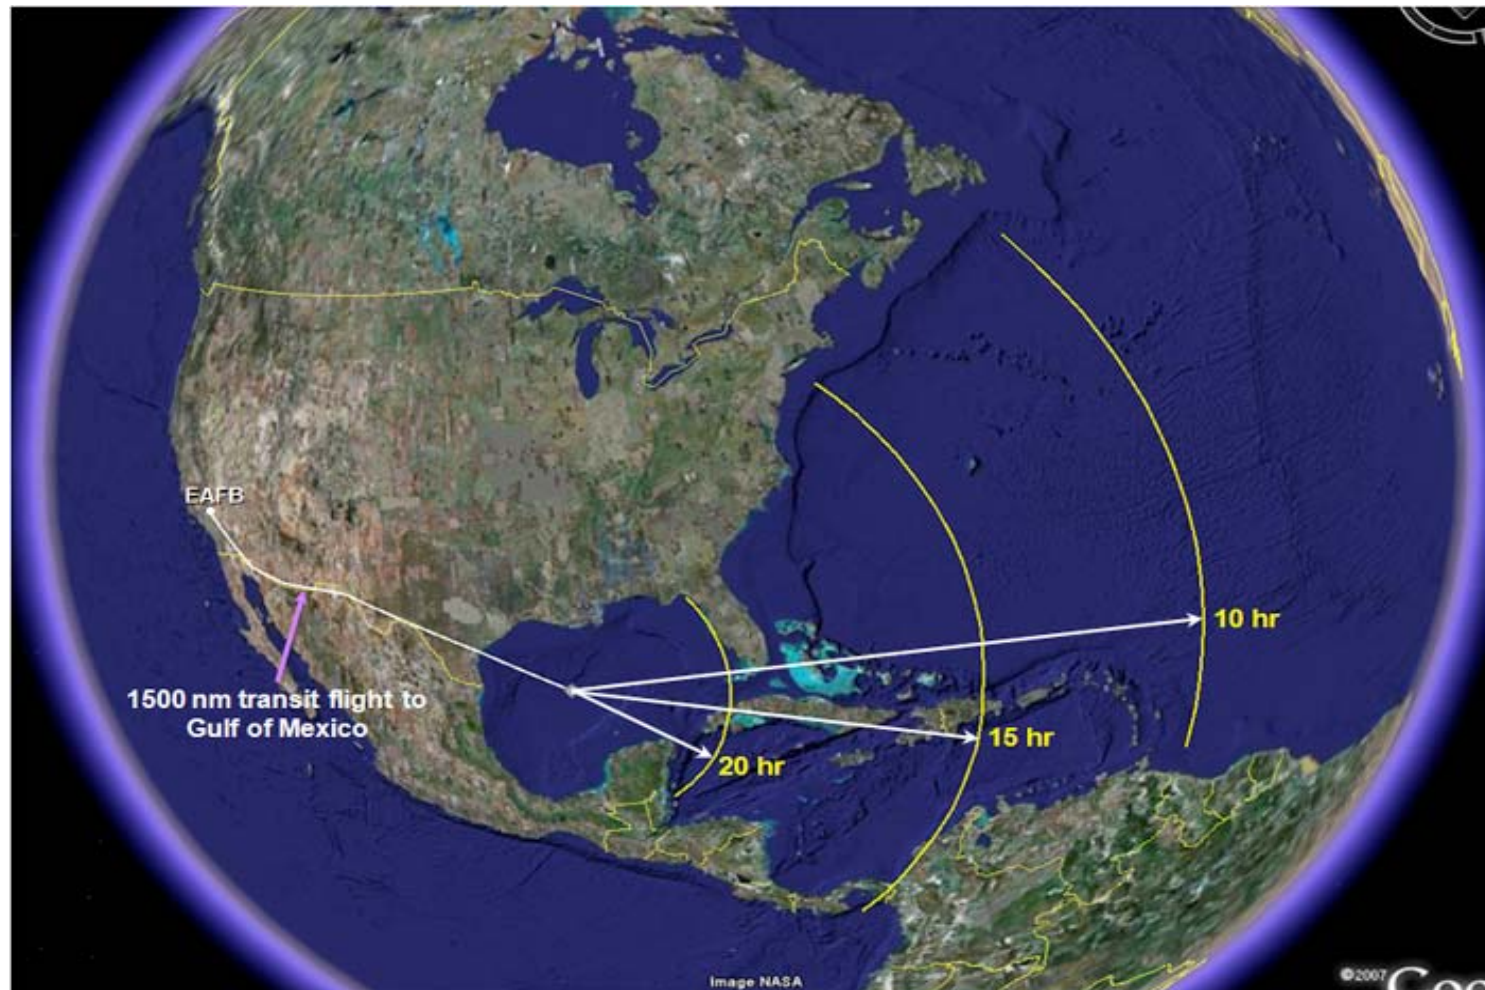 EAFB
10 hr
1500 nm transit flight to
Gulf of Mexico
15 hr
20 hr
Image NASA
©2007